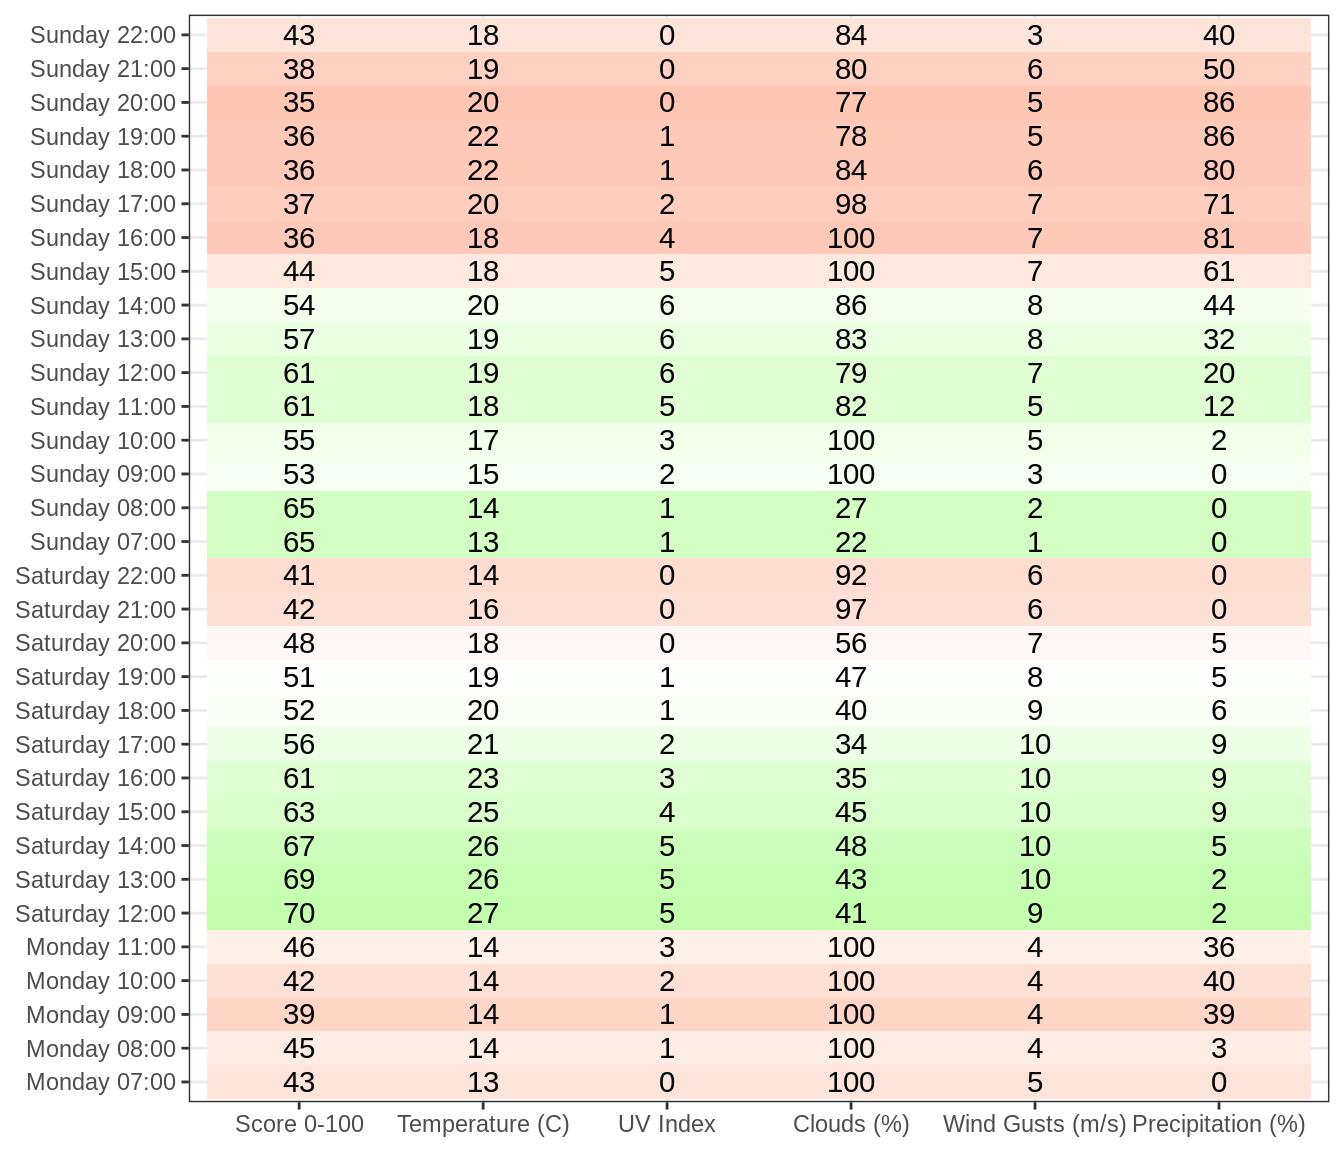 Sunday 22:00 43 18 0 84 3 40
Sunday 21:00 38 19 0 80 6 50
Sunday 20:00 35 20 0 77 5 86
Sunday 19:00 36 22 1 78 5 86
Sunday 18:00 36 22 1 84 6 80
Sunday 17:00 37 20 2 98 7 71
Sunday 16:00 36 18 4 100 7 81
Sunday 15:00 44 18 5 100 7 61
Sunday 14:00 54 20 6 86 8 44
Sunday 13:00 57 19 6 83 8 32
Sunday 12:00 61 19 6 79 7 20
Sunday 11:00 61 18 5 82 5 12
Sunday 10:00 55 17 3 100 5 2
Sunday 09:00 53 15 2 100 3 0
Sunday 08:00 65 14 1 27 2 0
Sunday 07:00 65 13 1 22 1 0
Saturday 22:00 41 14 0 92 6 0
Saturday 21:00 42 16 0 97 6 0
Saturday 20:00 48 18 0 56 7 5
Saturday 19:00 51 19 1 47 8 5
Saturday 18:00 52 20 1 40 9 6
Saturday 17:00 56 21 2 34 10 9
Saturday 16:00 61 23 3 35 10 9
Saturday 15:00 63 25 4 45 10 9
Saturday 14:00 67 26 5 48 10 5
Saturday 13:00 69 26 5 43 10 2
Saturday 12:00 70 27 5 41 9 2
Monday 11:00 46 14 3 100 4 36
Monday 10:00 42 14 2 100 4 40
Monday 09:00 39 14 1 100 4 39
Monday 08:00 45 14 1 100 4 3
Monday 07:00 43 13 0 100 5 0
Score 0-100 Temperature (C) UV Index Clouds (%) Wind Gusts (m/s) Precipitation (%)